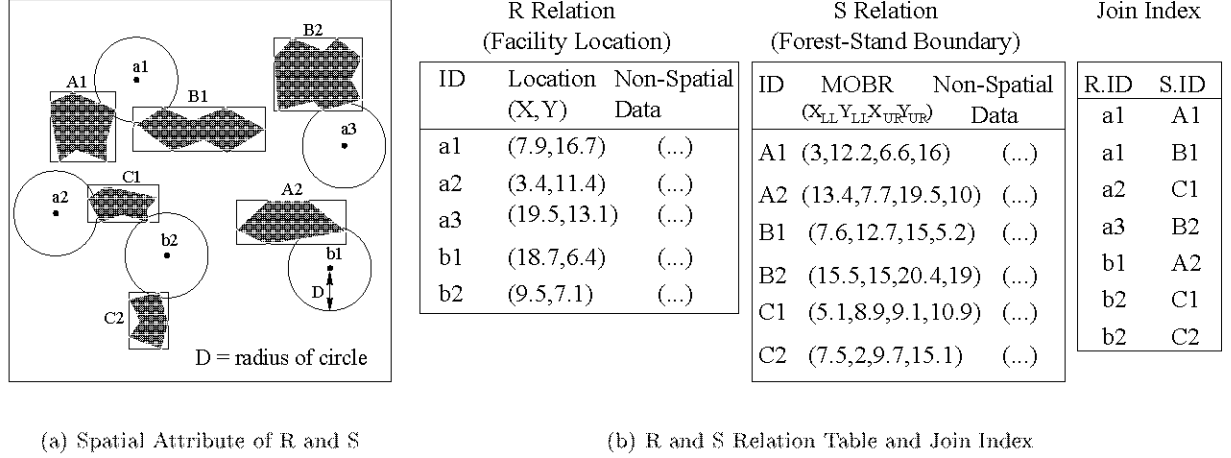 B2
a1
A1
B1
a3
A2
C1
a2
b2
b1
D
C2
D = radius of circle
(a) Spatial Attribute of R and S
R Relation
(Facility Location)
ID Location Non-Spatial
(X,Y) Data
a1 (7.9,16.7) (...)
a2 (3.4,11.4) (...)
a3 (19.5,13.1) (...)
b1 (18.7,6.4) (...)
b2 (9.5,7.1) (...)
S Relation
(Forest-Stand Boundary)
ID MOBR Non-Spatial
(XLL,YLL,XUR,YUR) Data
A1 (3,12.2,6.6,16) (...)
A2 (13.4,7.7,19.5,10) (...)
B1 (7.6,12.7,15,5.2) (...)
B2 (15.5,15,20.4,19) (...)
C1 (5.1,8.9,9.1,10.9) (...)
C2 (7.5,2,9.7,15.1) (...)
Join Index
R.ID S.ID
a1 A1
a1 B1
a2 C1
a3 B2
b1 A2
b2 C1
b2 C2
(b) R and S Relation Table and Join Index